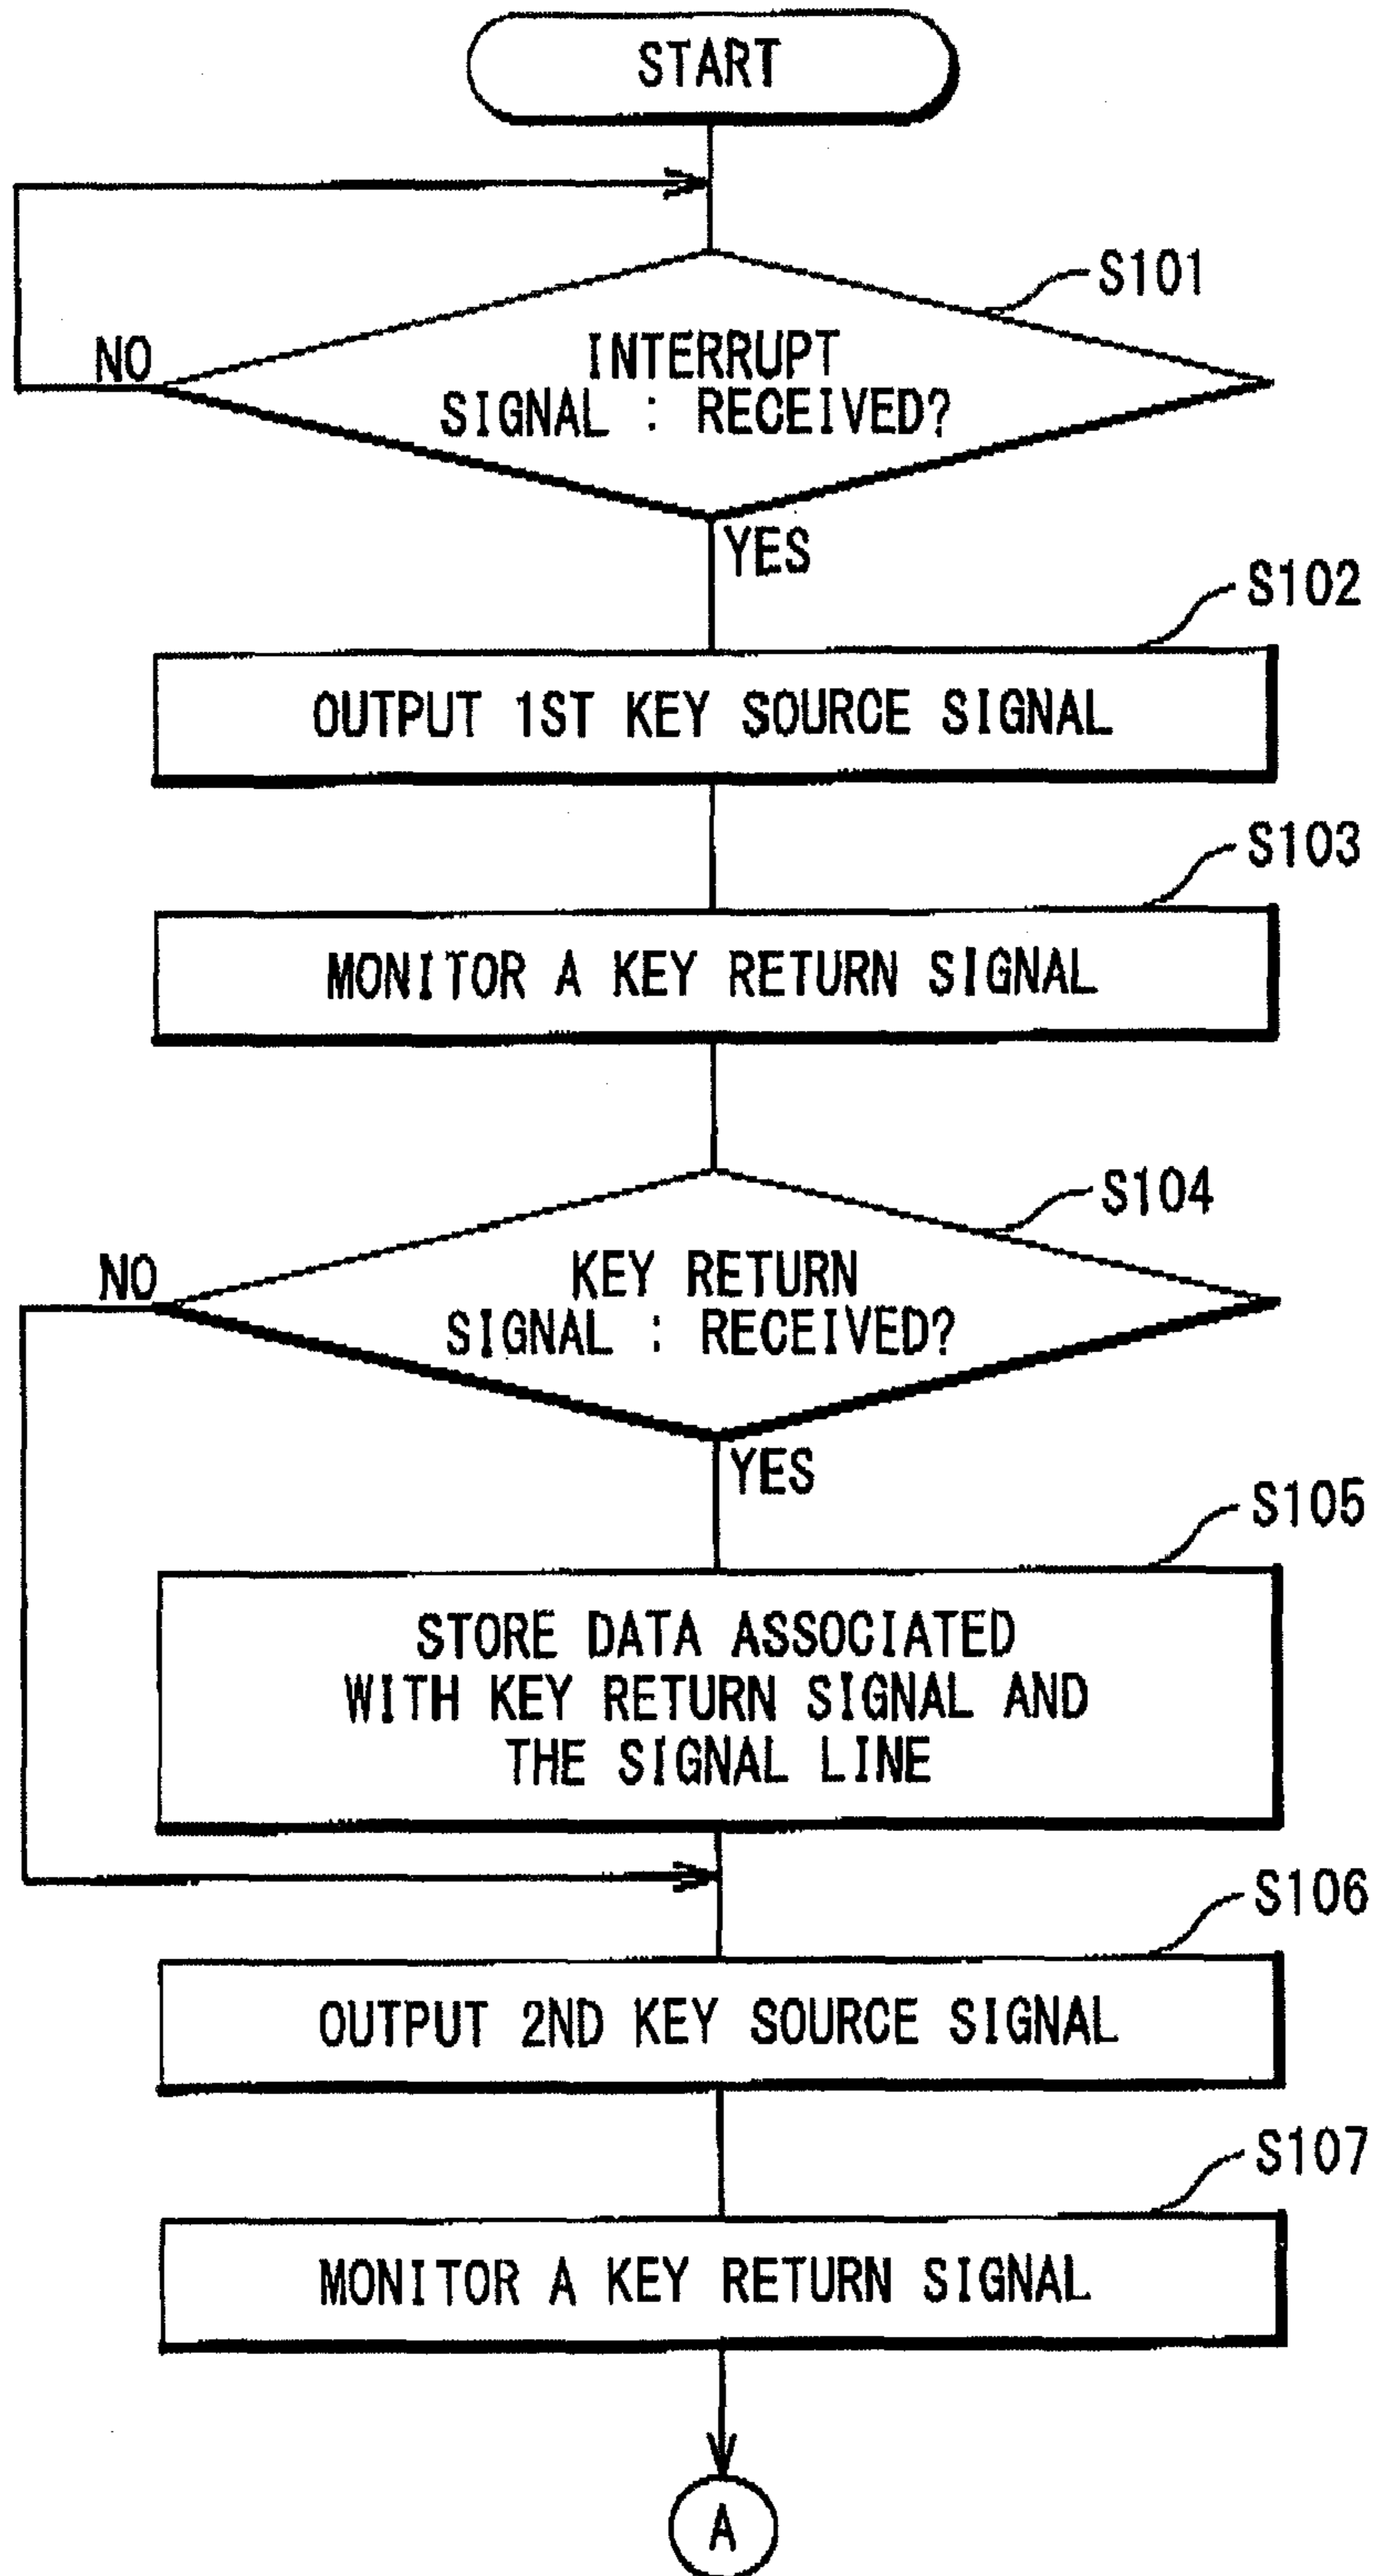 START
S101
NO
INTERRUPT
SIGNAL : RECEIVED?
YES
S102
OUTPUT 1ST KEY SOURCE SIGNAL
S103
MONITOR A KEY RETURN SIGNAL
S104
NO
KEY RETURN
SIGNAL : RECEIVED?
YES
S105
STORE DATA ASSOCIATED
WITH KEY RETURN SIGNAL AND
THE SIGNAL LINE
S106
OUTPUT 2ND KEY SOURCE SIGNAL
S107
MONITOR A KEY RETURN SIGNAL
A